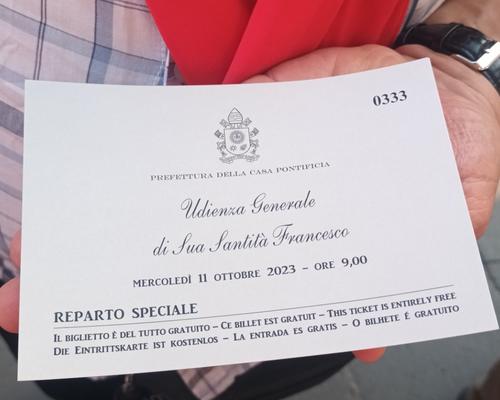 0333
PREFETTURA DELLA CASA PONTIFICIA
Udienza Generale
di Sua Santità Francesco
MERCOLEDÌ 11 OTTOBRE 2023 – ORE 9,00
REPARTO SPECIALE
IL BIGLIETTO È DEL TUTTO GRATUITO – CE BILLET EST GRATUIT – THIS TICKET IS ENTIRELY FREE
DIE EINTRITTSKARTE IST KOSTENLOS – LA ENTRADA ES GRATIS – O BILHETE É GRATUITO